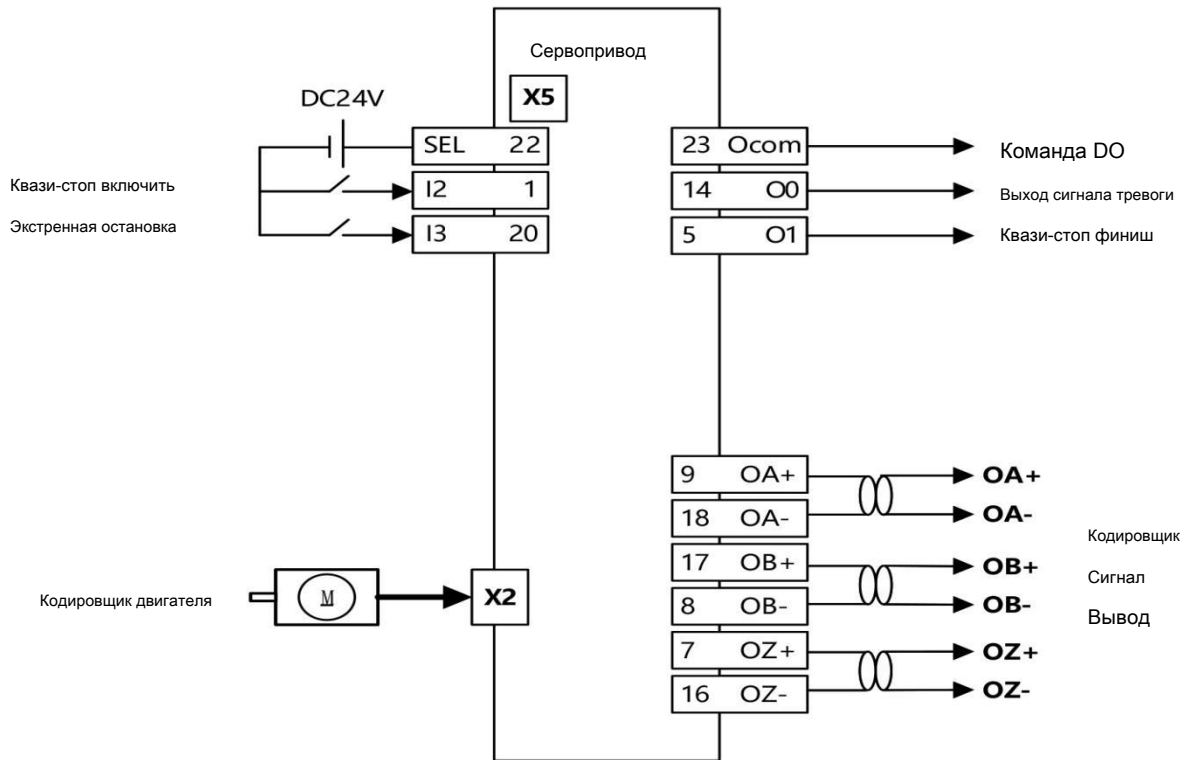 Сервопривод
X5
DC24V
SEL 22
23 Ocom
Команда DO
Квази-стоп включить
I2 1
14 O0
Выход сигнала тревоги
Экстренная остановка
I3 20
5 O1
Квази-стоп финиш
9 OA+
OA+
18 OA-
OA-
Кодировщик
17 OB+
OB+
Сигнал
Кодировщик двигателя
M
X2
8 OB-
OB-
Вывод
7 OZ+
OZ+
16 OZ-
OZ-